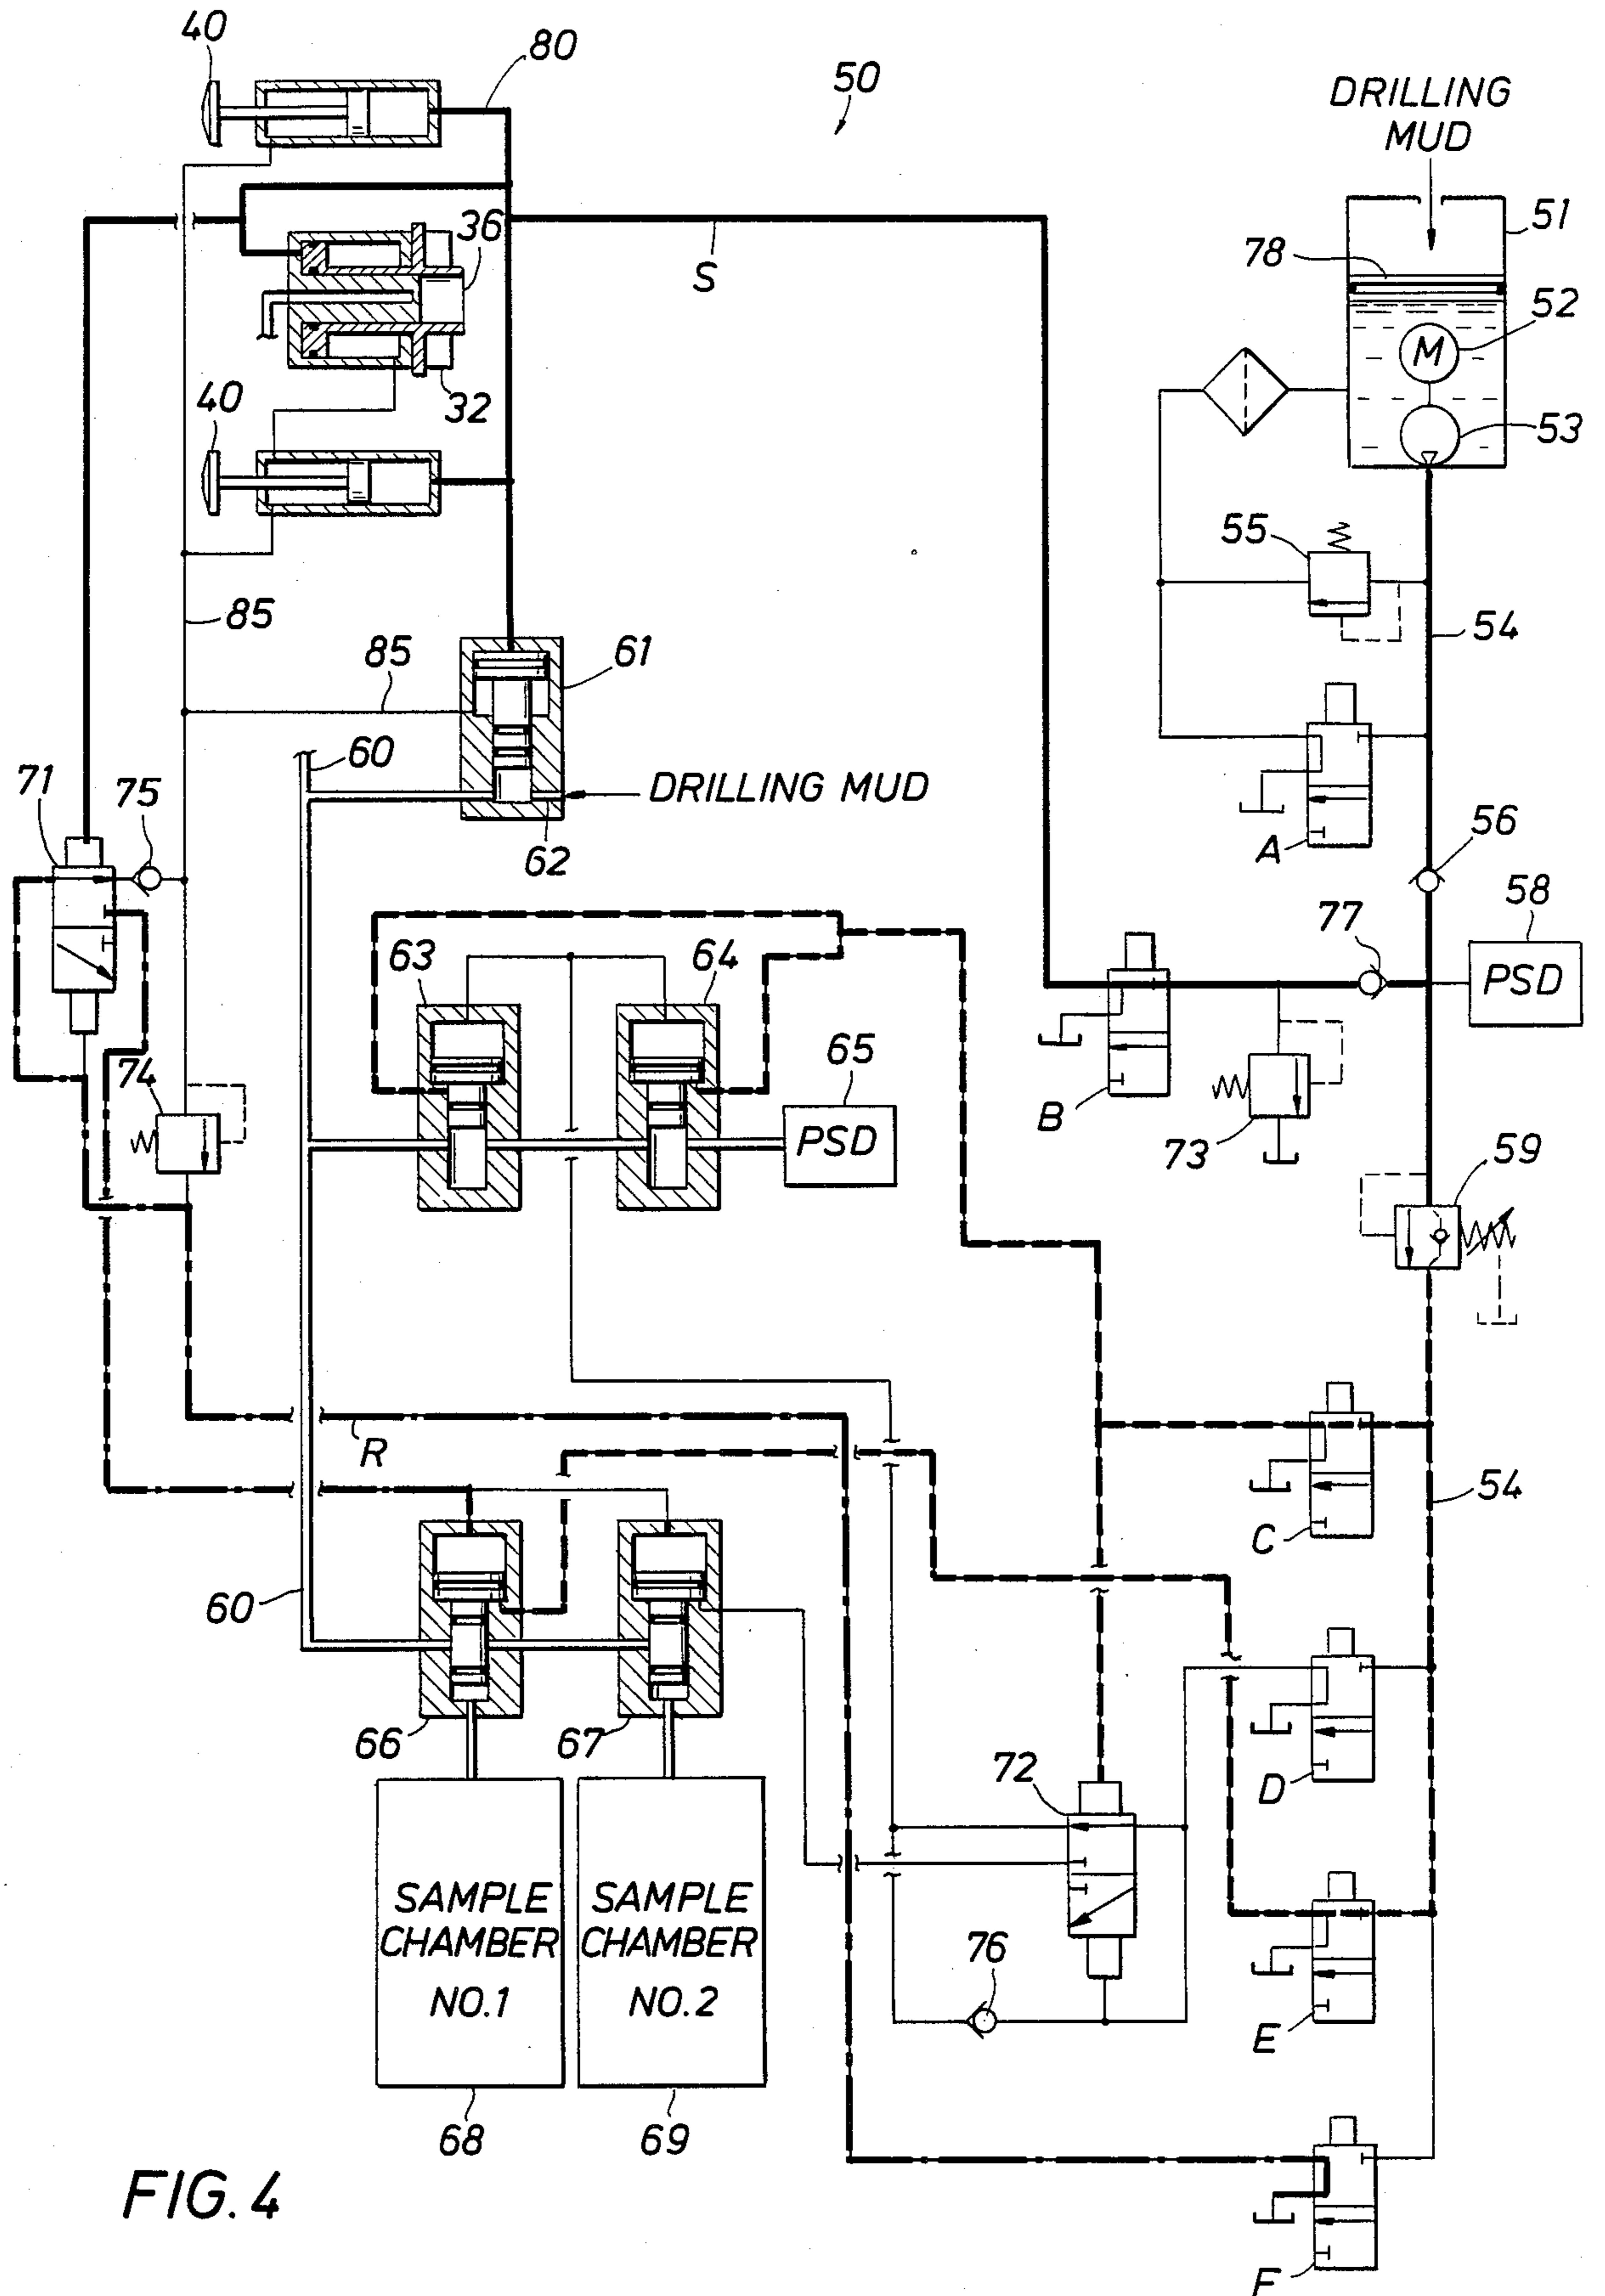 40
80
50
DRILLING
MUD
51
78
36
S
52
M
53
40
32
55
54
85
85
61
60
DRILLING MUD
A
62
56
71
75
58
77
PSD
63
64
65
PSD
B
73
74
59
R
C
54
60
66
67
D
72
SAMPLE
CHAMBER
NO.1
SAMPLE
CHAMBER
NO.2
76
E
68
69
FIG. 4
F